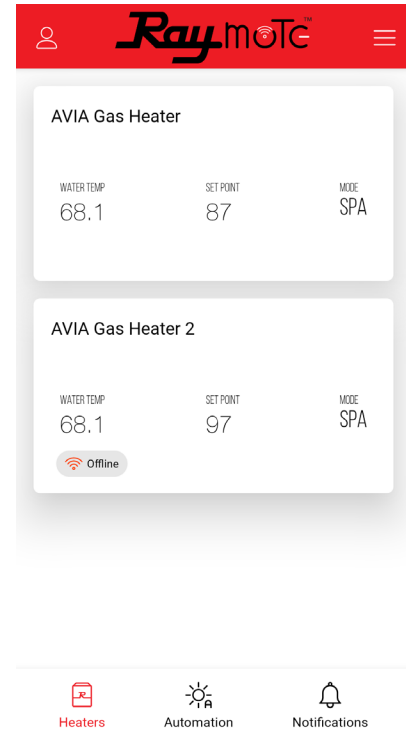 Raymote™
AVIA Gas Heater
WATER TEMP SET POINT MODE
68.1 87 SPA
AVIA Gas Heater 2
WATER TEMP SET POINT MODE
68.1 97 SPA
Offline
Heaters Automation Notifications